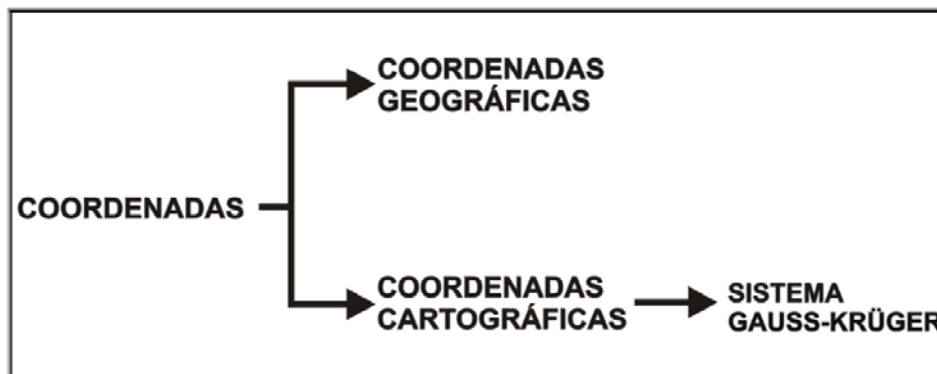 COORDENADAS
GEOGRÁFICAS
COORDENADAS
COORDENADAS
CARTOGRÁFICAS
SISTEMA
GAUSS-KRÜGER